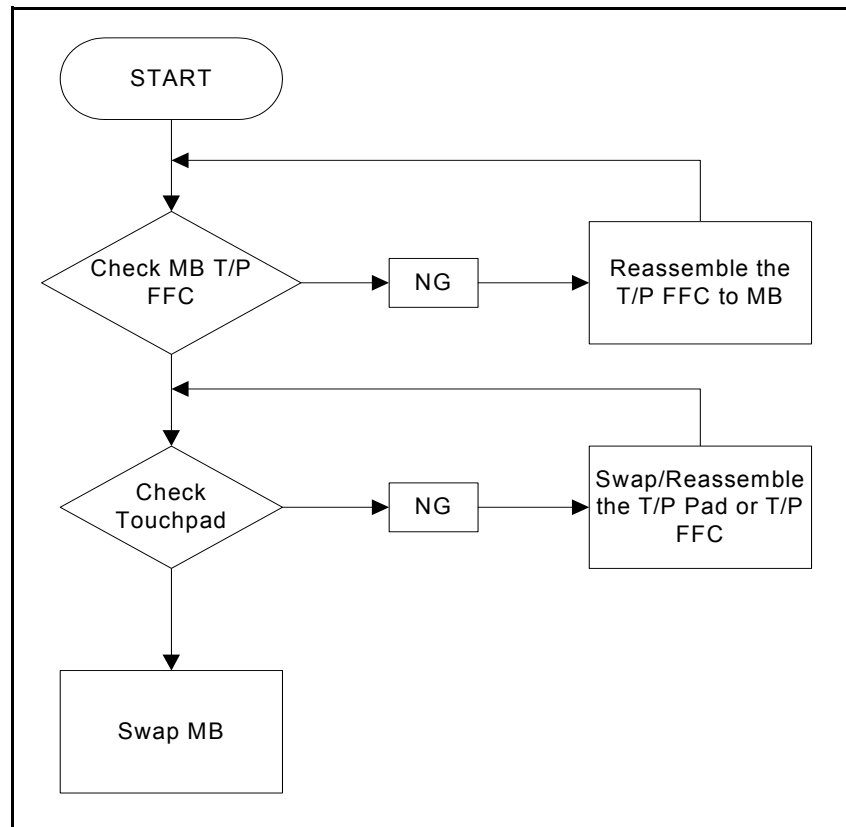 START
Check MB T/P
FFC
NG
Reassemble the
T/P FFC to MB
Check
Touchpad
NG
Swap/Reassemble
the T/P Pad or T/P
FFC
Swap MB